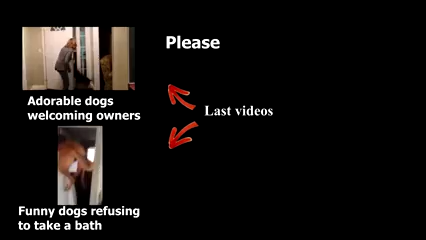 Please
Adorable dogs
welcoming owners
Last videos
Funny dogs refusing
to take a bath